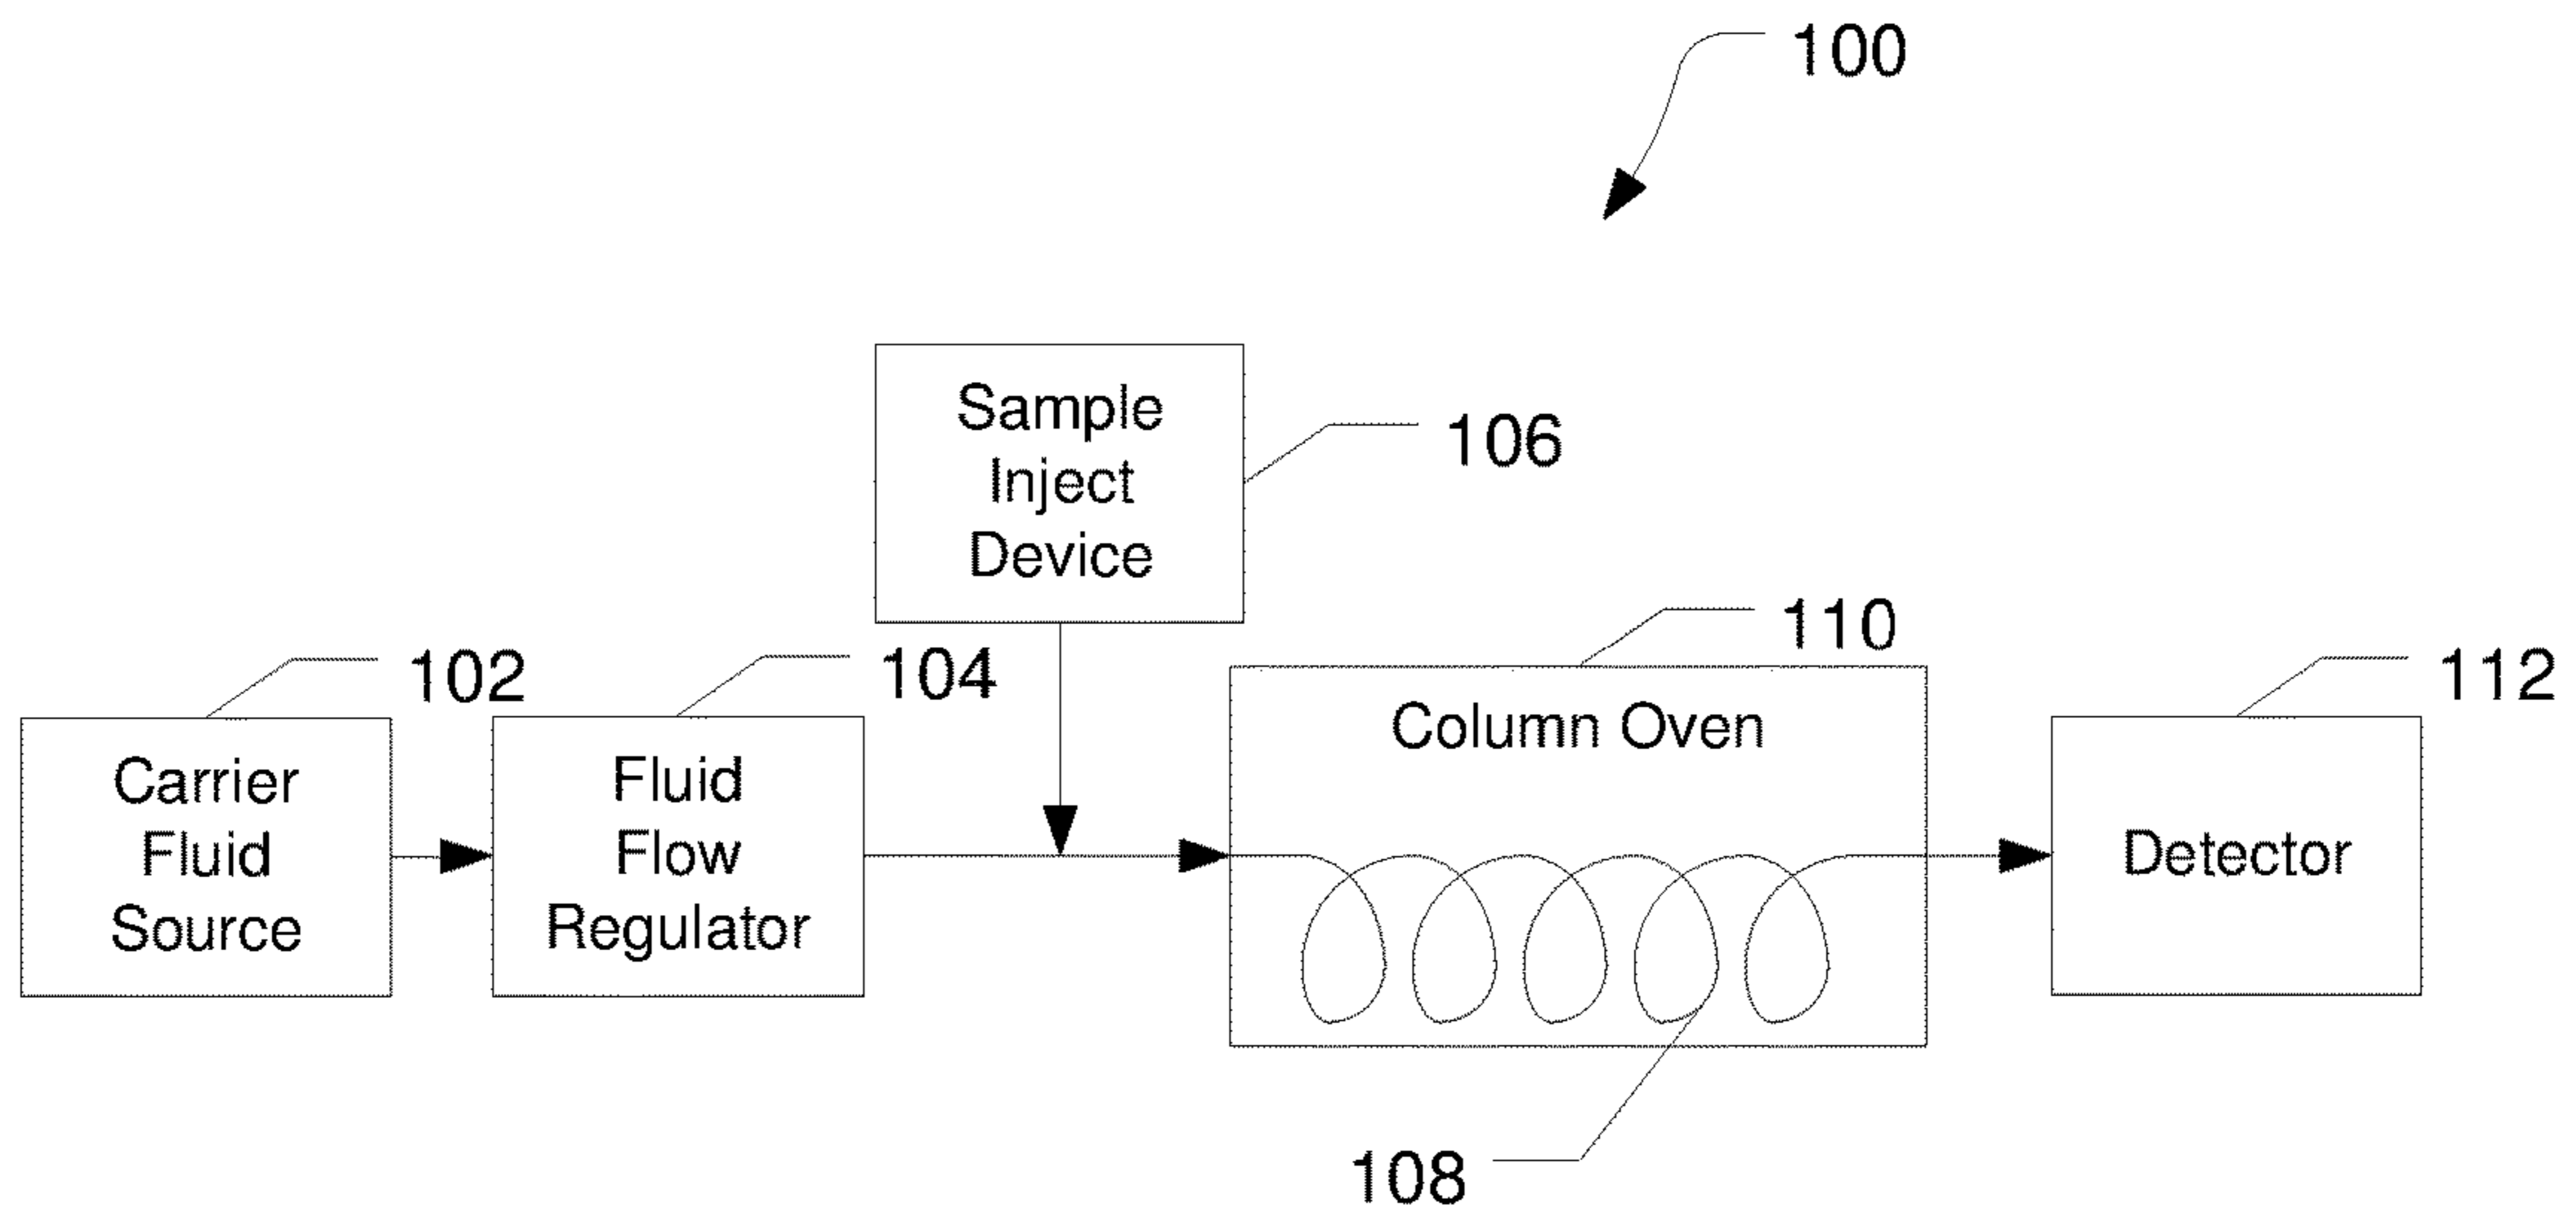 100
Sample
Inject
Device
106
110
102
104
112
Column Oven
Carrier
Fluid
Source
Fluid
Flow
Regulator
Detector
108